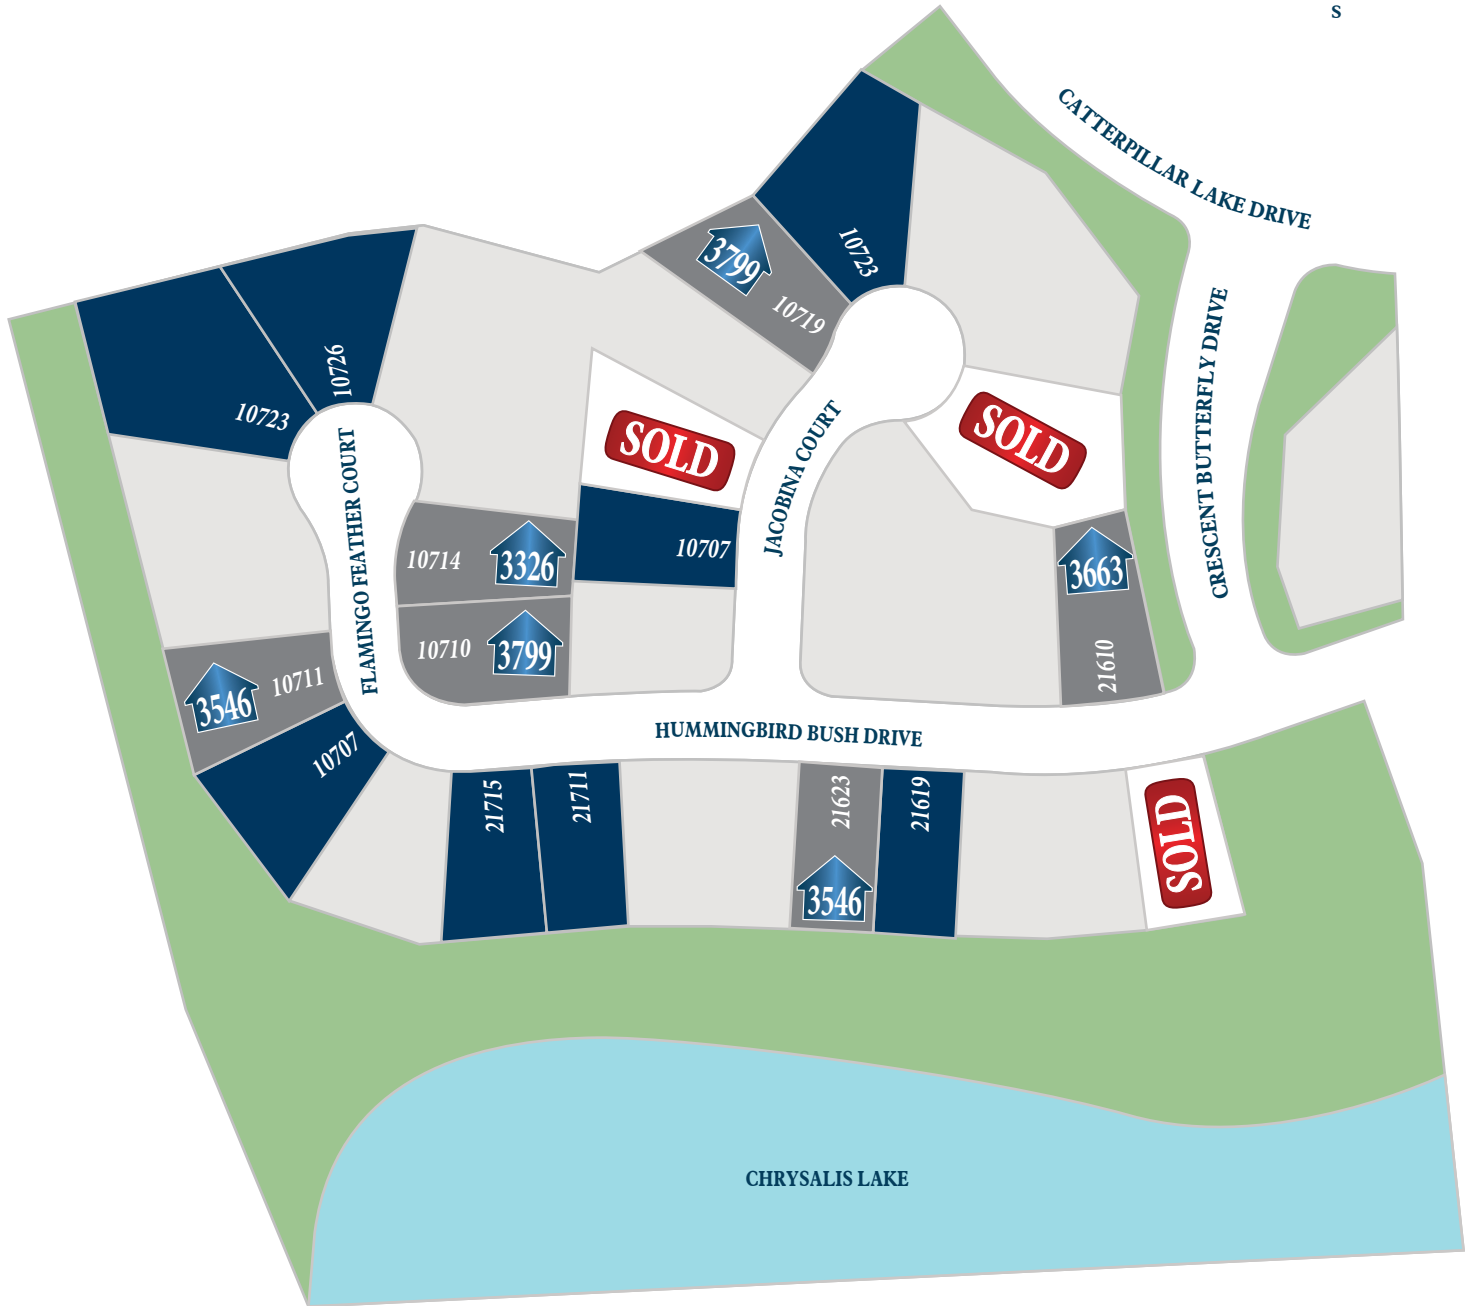 S
CATTERPILLAR LAKE DRIVE
10723
3799
10719
CRESCENT BUTTERFLY DRIVE
10726
10723
FLAMINGO FEATHER COURT
SOLD
JACOBINA COURT
SOLD
10707
10714
3326
3663
10710
3799
21610
10711
3546
10707
HUMMINGBIRD BUSH DRIVE
21715
21711
21623
3546
21619
SOLD
CHRYSALIS LAKE